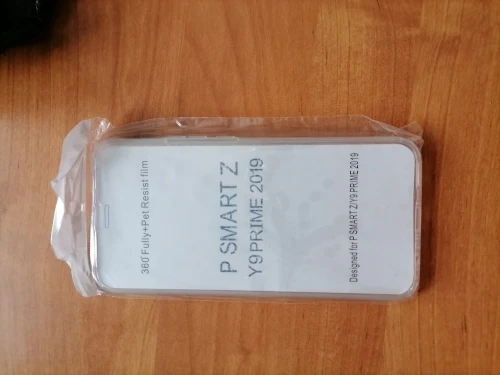 360°Fully+Pet Resist film
P SMART Z
Y9 PRIME 2019
Designed for P SMART Z/Y9 PRIME 2019